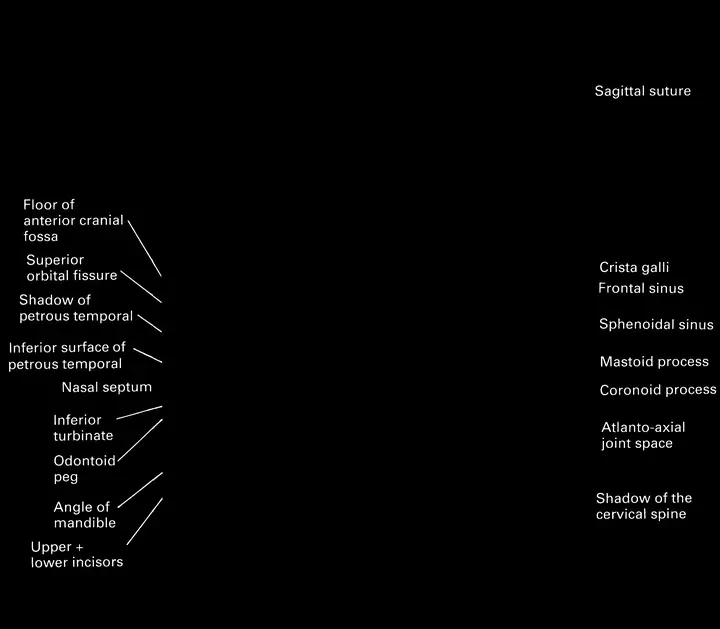 Sagittal suture
Floor of
anterior cranial
fossa
Superior
orbital fissure
Shadow of
petrous temporal
Inferior surface of
petrous temporal
Nasal septum
Inferior
turbinate
Odontoid
peg
Angle of
mandible
Upper +
lower incisors
Crista galli
Frontal sinus
Sphenoidal sinus
Mastoid process
Coronoid process
Atlanto-axial
joint space
Shadow of the
cervical spine